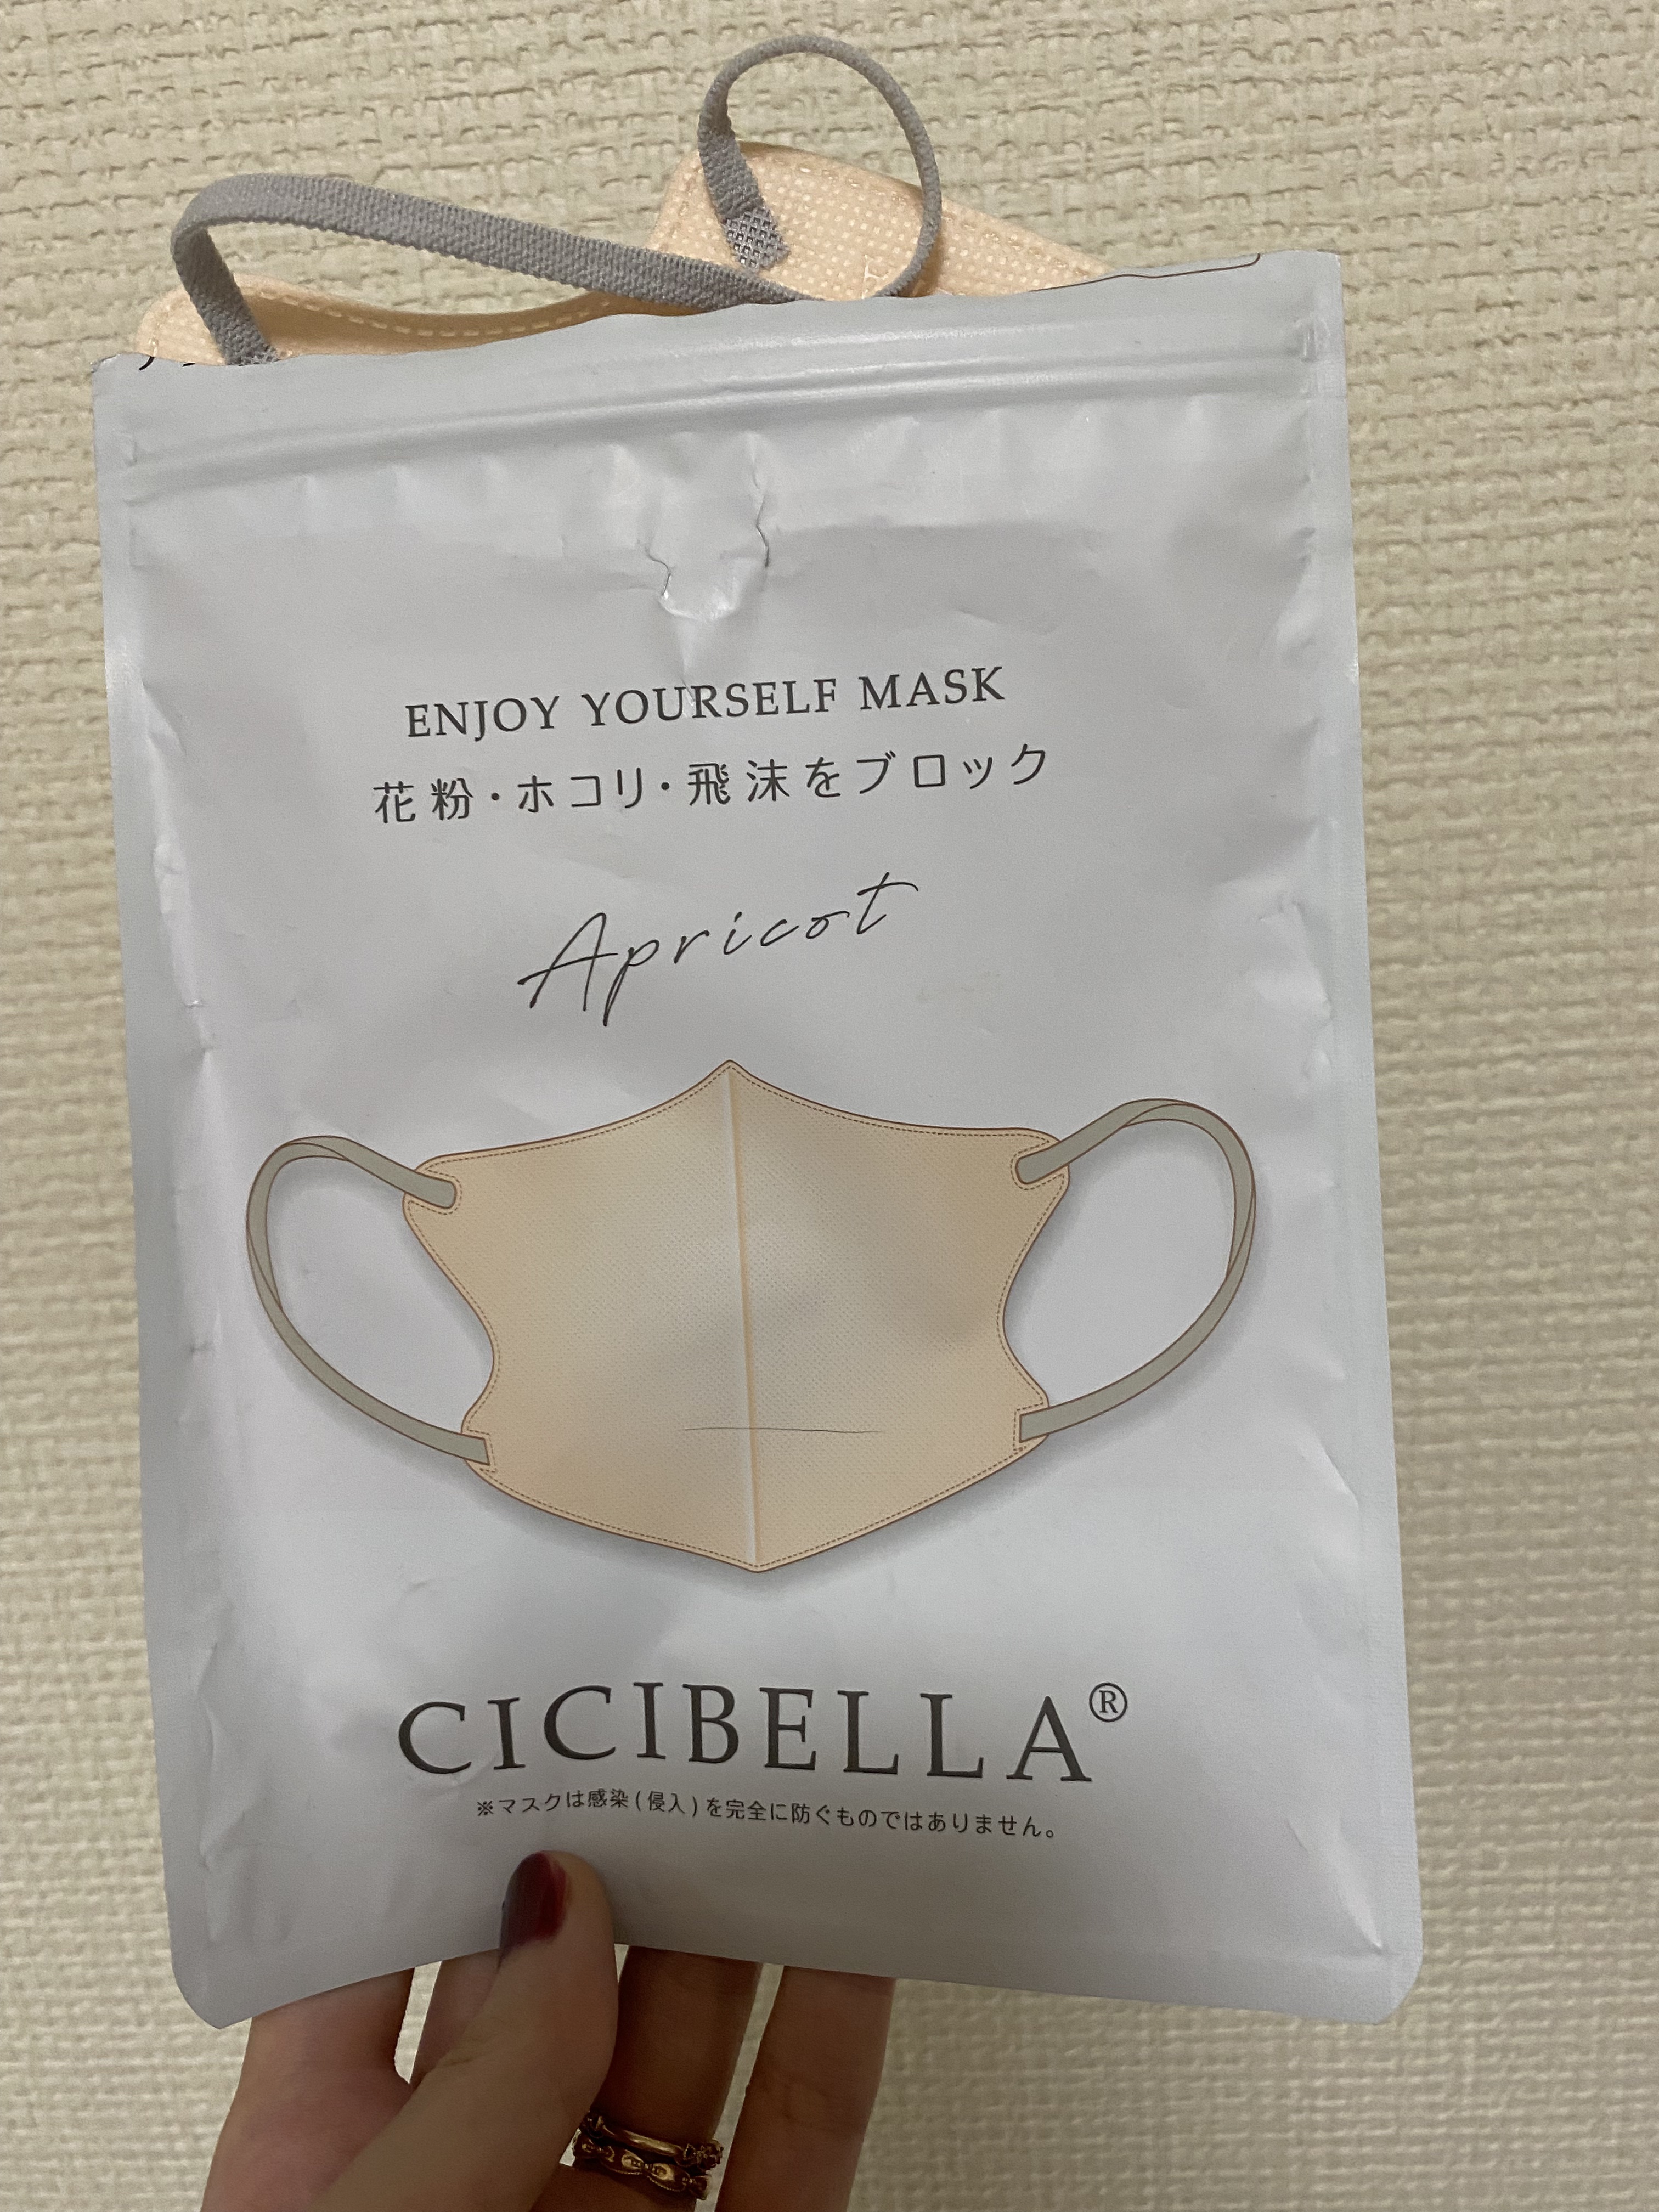 ENJOY YOURSELF MASK
花粉・ホコリ・飛沫をブロック
Apricot
CICIBELLA®
※マスクは感染(侵入)を完全に防ぐものではありません。